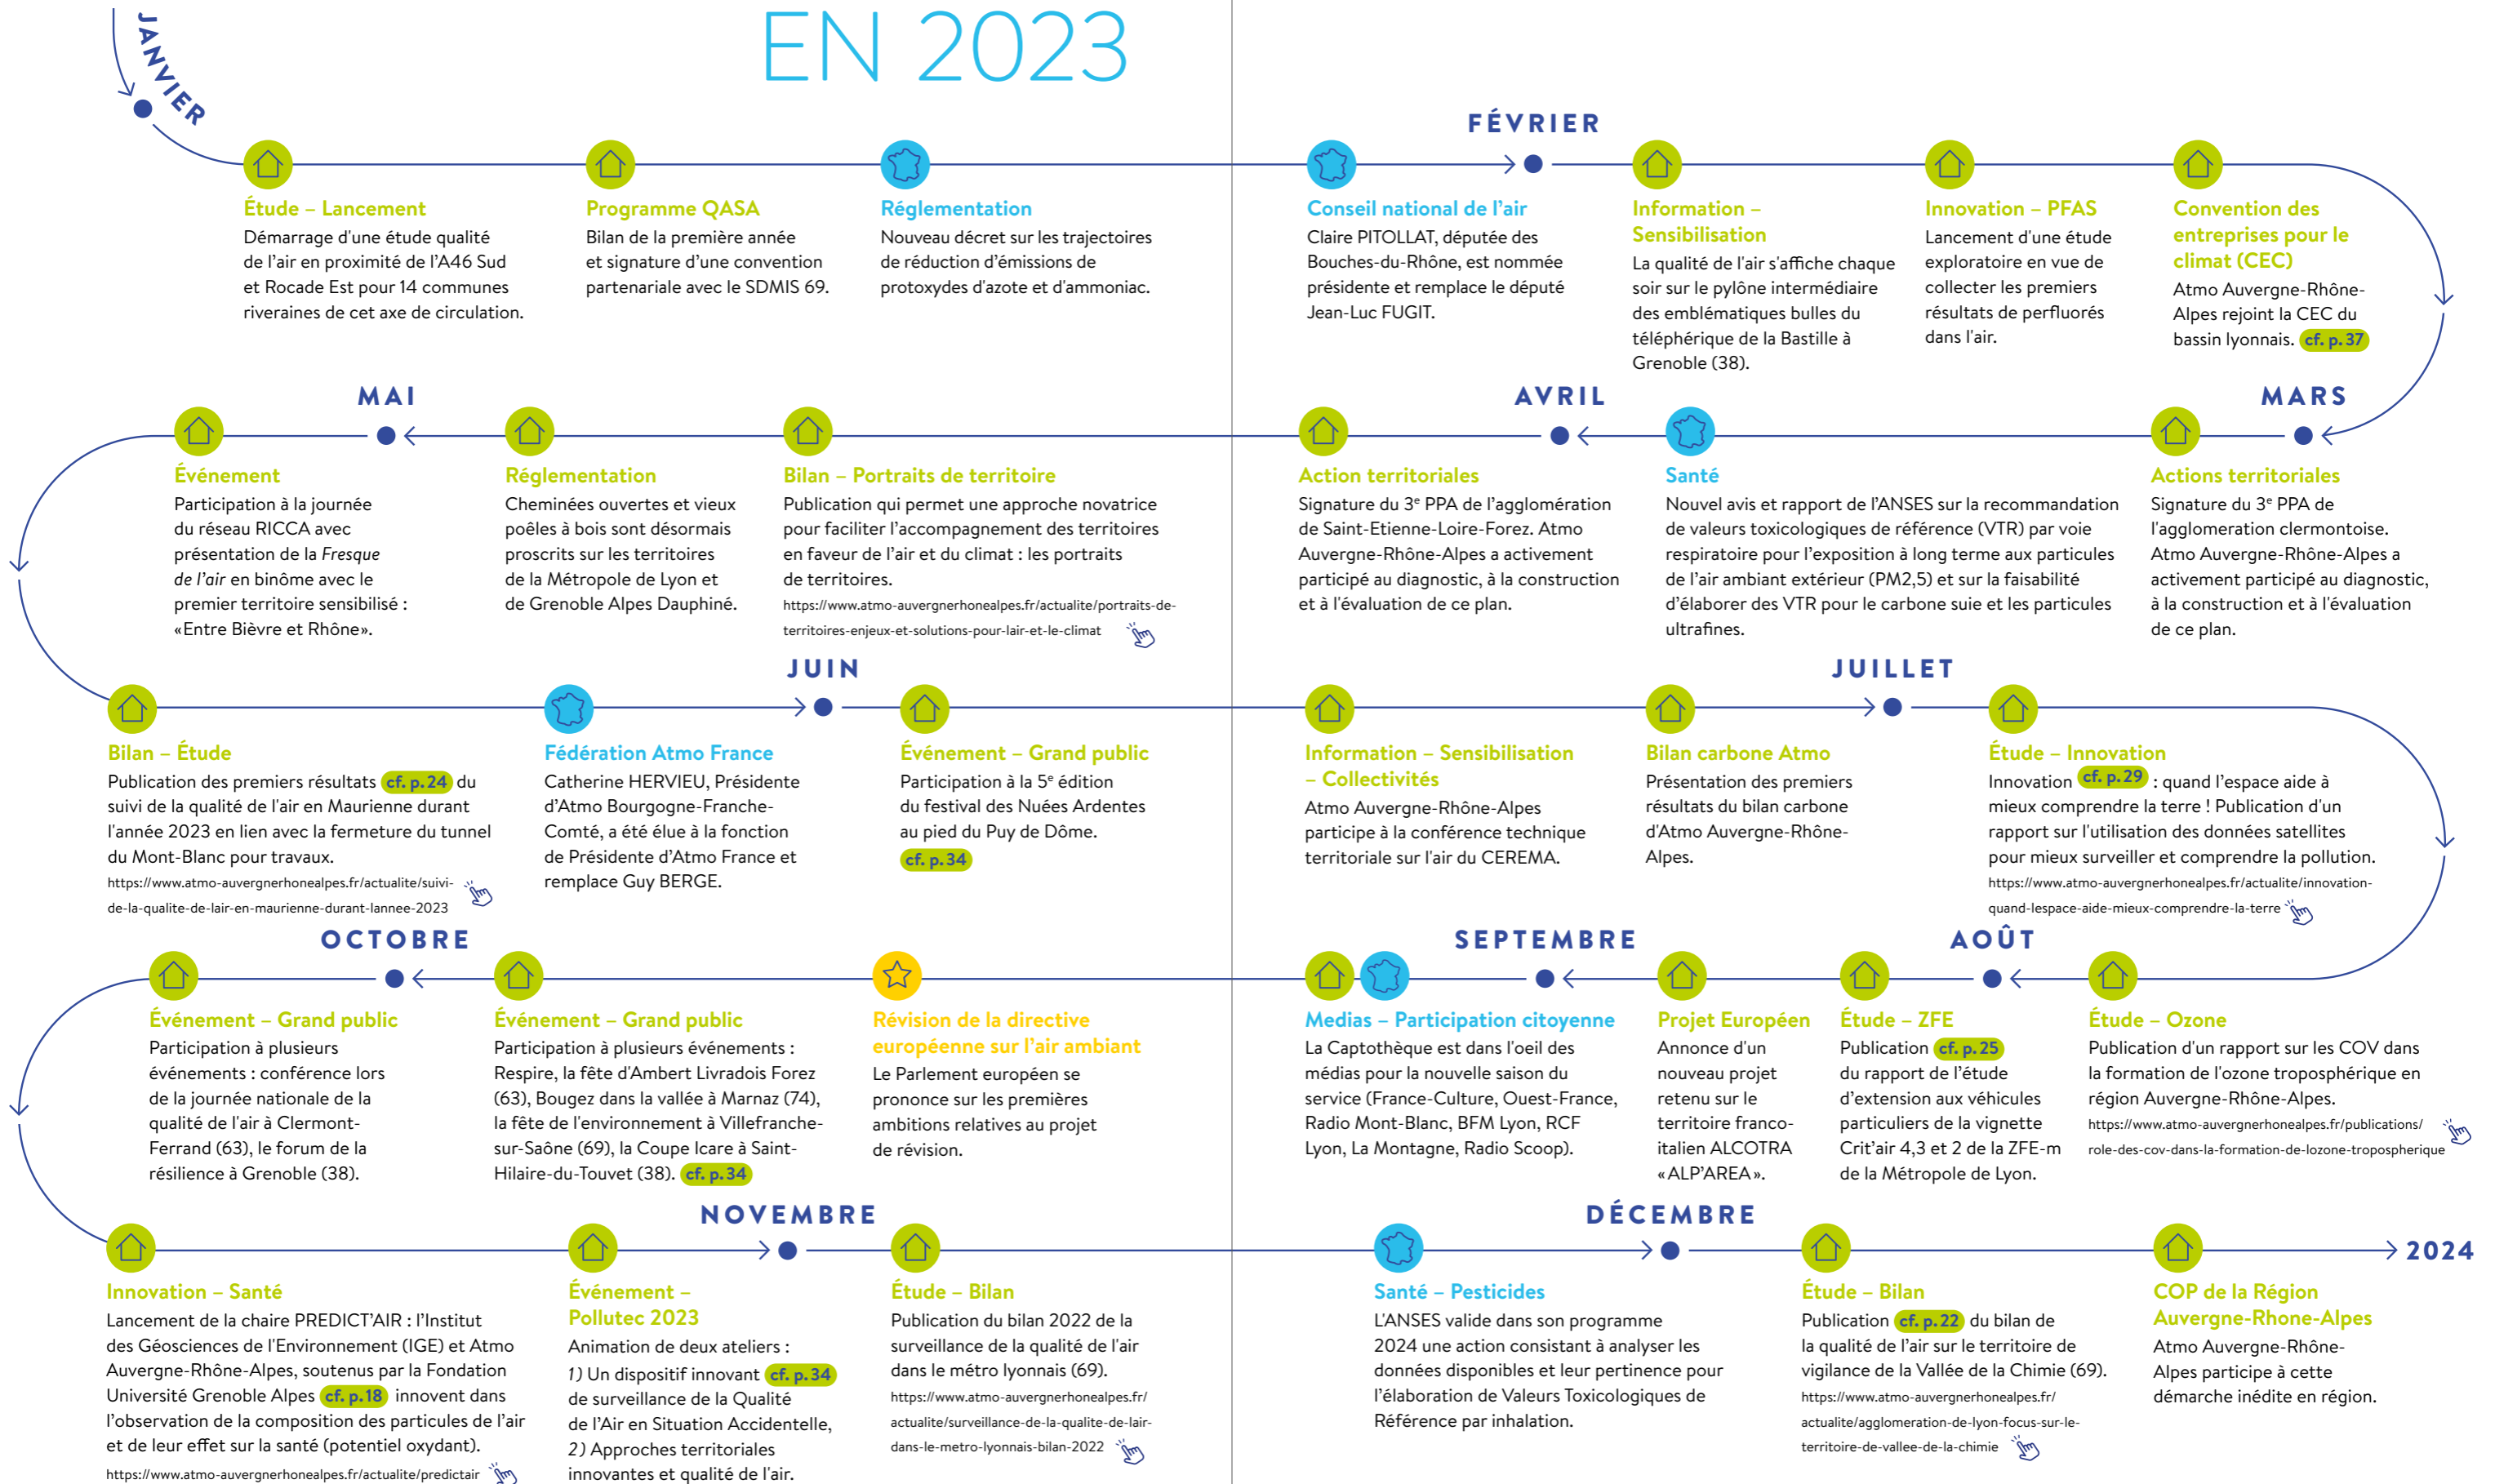 EN 2023
JANVIER
Étude – Lancement
Démarrage d'une étude qualité
de l'air en proximité de l'A46 Sud
et Rocade Est pour 14 communes
riveraines de cet axe de circulation.
Programme QASA
Bilan de la première année
et signature d'une convention
partenariale avec le SDMIS 69.
Réglementation
Nouveau décret sur les trajectoires
de réduction d'émissions de
protoxydes d'azote et d'ammoniac.
Conseil national de l'air
Claire PITOLLAT, députée des
Bouches-du-Rhône, est nommée
présidente et remplace le député
Jean-Luc FUGIT.
FÉVRIER
Information –
Sensibilisation
La qualité de l'air s'affiche chaque
soir sur le pylône intermédiaire
des emblématiques bulles du
téléphérique de la Bastille à
Grenoble (38).
Innovation – PFAS
Lancement d'une étude
exploratoire en vue de
collecter les premiers
résultats de perfluorés
dans l'air.
Convention des
entreprises pour le
climat (CEC)
Atmo Auvergne-Rhône-
Alpes rejoint la CEC du
bassin lyonnais. cf. p. 37
MARS
Actions territoriales
Signature du 3e PPA de
l'agglomeration clermontoise.
Atmo Auvergne-Rhône-Alpes a
activement participé au diagnostic,
à la construction et à l'évaluation
de ce plan.
Santé
Nouvel avis et rapport de l'ANSES sur la recommandation
de valeurs toxicologiques de référence (VTR) par voie
respiratoire pour l'exposition à long terme aux particules
de l'air ambiant extérieur (PM2,5) et sur la faisabilité
d'élaborer des VTR pour le carbone suie et les particules
ultrafines.
AVRIL
Action territoriales
Signature du 3e PPA de l'agglomération
de Saint-Etienne-Loire-Forez. Atmo
Auvergne-Rhône-Alpes a activement
participé au diagnostic, à la construction
et à l'évaluation de ce plan.
Bilan – Portraits de territoire
Publication qui permet une approche novatrice
pour faciliter l'accompagnement des territoires
en faveur de l'air et du climat : les portraits
de territoires.
https://www.atmo-auvergnerhonealpes.fr/actualite/portraits-de-
territoires-enjeux-et-solutions-pour-lair-et-le-climat
Réglementation
Cheminées ouvertes et vieux
poêles à bois sont désormais
proscrits sur les territoires
de la Métropole de Lyon et
de Grenoble Alpes Dauphiné.
MAI
Événement
Participation à la journée
du réseau RICCA avec
présentation de la Fresque
de l'air en binôme avec le
premier territoire sensibilisé :
«Entre Bièvre et Rhône».
Bilan – Étude
Publication des premiers résultats cf. p. 24 du
suivi de la qualité de l'air en Maurienne durant
l'année 2023 en lien avec la fermeture du tunnel
du Mont-Blanc pour travaux.
https://www.atmo-auvergnerhonealpes.fr/actualite/suivi-
de-la-qualite-de-lair-en-maurienne-durant-lannee-2023
Fédération Atmo France
Catherine HERVIEU, Présidente
d'Atmo Bourgogne-Franche-
Comté, a été élue à la fonction
de Présidente d'Atmo France et
remplace Guy BERGE.
JUIN
Événement – Grand public
Participation à la 5e édition
du festival des Nuées Ardentes
au pied du Puy de Dôme.
cf. p. 34
Information – Sensibilisation
– Collectivités
Atmo Auvergne-Rhône-Alpes
participe à la conférence technique
territoriale sur l'air du CEREMA.
Bilan carbone Atmo
Présentation des premiers
résultats du bilan carbone
d'Atmo Auvergne-Rhône-
Alpes.
JUILLET
Étude – Innovation
Innovation cf. p. 29 : quand l'espace aide à
mieux comprendre la terre ! Publication d'un
rapport sur l'utilisation des données satellites
pour mieux surveiller et comprendre la pollution.
https://www.atmo-auvergnerhonealpes.fr/actualite/innovation-
quand-lespace-aide-mieux-comprendre-la-terre
Étude – Ozone
Publication d'un rapport sur les COV dans
la formation de l'ozone troposphérique en
région Auvergne-Rhône-Alpes.
https://www.atmo-auvergnerhonealpes.fr/publications/
role-des-cov-dans-la-formation-de-lozone-tropospherique
AOÛT
Étude – ZFE
Publication cf. p. 25
du rapport de l'étude
d'extension aux véhicules
particuliers de la vignette
Crit'air 4,3 et 2 de la ZFE-m
de la Métropole de Lyon.
Projet Européen
Annonce d'un
nouveau projet
retenu sur le
territoire franco-
italien ALCOTRA
«ALP'AREA».
SEPTEMBRE
Medias – Participation citoyenne
La Captothèque est dans l'oeil des
médias pour la nouvelle saison du
service (France-Culture, Ouest-France,
Radio Mont-Blanc, BFM Lyon, RCF
Lyon, La Montagne, Radio Scoop).
Révision de la directive
européenne sur l'air ambiant
Le Parlement européen se
prononce sur les premières
ambitions relatives au projet
de révision.
Événement – Grand public
Participation à plusieurs événements :
Respire, la fête d'Ambert Livradois Forez
(63), Bougez dans la vallée à Marnaz (74),
la fête de l'environnement à Villefranche-
sur-Saône (69), la Coupe Icare à Saint-
Hilaire-du-Touvet (38). cf. p. 34
OCTOBRE
Événement – Grand public
Participation à plusieurs
événements : conférence lors
de la journée nationale de la
qualité de l'air à Clermont-
Ferrand (63), le forum de la
résilience à Grenoble (38).
Innovation – Santé
Lancement de la chaire PREDICT'AIR : l'Institut
des Géosciences de l'Environnement (IGE) et Atmo
Auvergne-Rhône-Alpes, soutenus par la Fondation
Université Grenoble Alpes cf. p. 18 innovent dans
l'observation de la composition des particules de l'air
et de leur effet sur la santé (potentiel oxydant).
https://www.atmo-auvergnerhonealpes.fr/actualite/predictair
Événement –
Pollutec 2023
Animation de deux ateliers :
1) Un dispositif innovant cf. p. 34
de surveillance de la Qualité
de l'Air en Situation Accidentelle,
2) Approches territoriales
innovantes et qualité de l'air.
NOVEMBRE
Étude – Bilan
Publication du bilan 2022 de la
surveillance de la qualité de l'air
dans le métro lyonnais (69).
https://www.atmo-auvergnerhonealpes.fr/
actualite/surveillance-de-la-qualite-de-lair-
dans-le-metro-lyonnais-bilan-2022
Santé – Pesticides
L'ANSES valide dans son programme
2024 une action consistant à analyser les
données disponibles et leur pertinence pour
l'élaboration de Valeurs Toxicologiques de
Référence par inhalation.
DÉCEMBRE
Étude – Bilan
Publication cf. p. 22 du bilan de
la qualité de l'air sur le territoire de
vigilance de la Vallée de la Chimie (69).
https://www.atmo-auvergnerhonealpes.fr/
actualite/agglomeration-de-lyon-focus-sur-le-
territoire-de-vallee-de-la-chimie
COP de la Région
Auvergne-Rhone-Alpes
Atmo Auvergne-Rhône-
Alpes participe à cette
démarche inédite en région.
2024